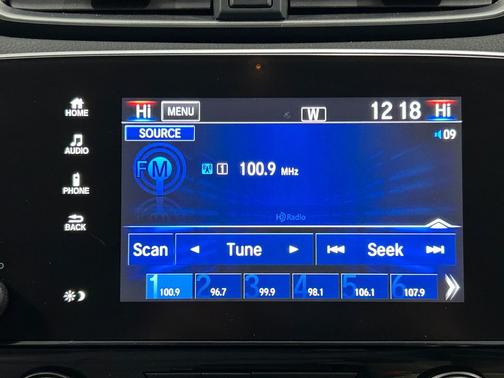 HOME
AUDIO
PHONE
BACK
Hi MENU W 12 18 Hi
SOURCE 09
FM 1 100.9 MHz
HD Radio
Scan Tune Seek
1 100.9 2 96.7 3 99.9 4 98.1 5 106.1 6 107.9